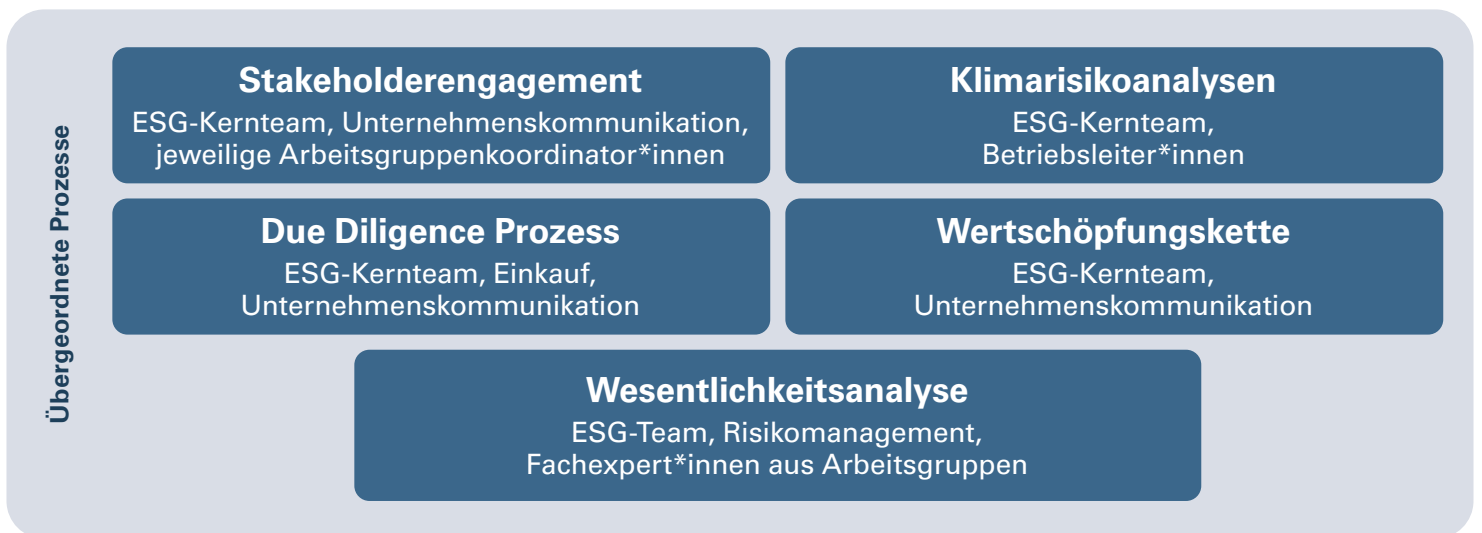 Übergeordnete Prozesse
Stakeholderengagement
ESG-Kernteam, Unternehmenskommunikation,
jeweilige Arbeitsgruppenkoordinator*innen
Klimarisikoanalysen
ESG-Kernteam,
Betriebsleiter*innen
Due Diligence Prozess
ESG-Kernteam, Einkauf,
Unternehmenskommunikation
Wertschöpfungskette
ESG-Kernteam,
Unternehmenskommunikation
Wesentlichkeitsanalyse
ESG-Team, Risikomanagement,
Fachexpert*innen aus Arbeitsgruppen